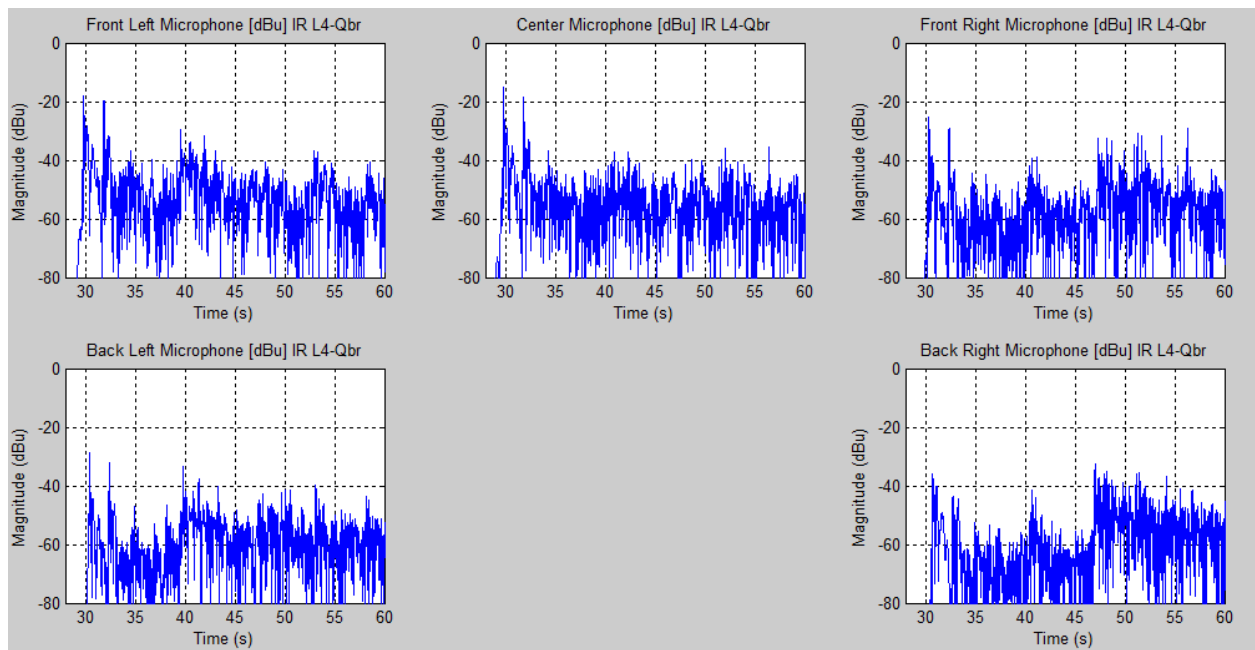 Front Left Microphone [dBu] IR L4-Qbr
Center Microphone [dBu] IR L4-Qbr
Front Right Microphone [dBu] IR L4-Qbr
Magnitude (dBu)
0
-20
-40
-60
-80
30 35 40 45 50 55 60
Time (s)
Magnitude (dBu)
0
-20
-40
-60
-80
30 35 40 45 50 55 60
Time (s)
Magnitude (dBu)
0
-20
-40
-60
-80
30 35 40 45 50 55 60
Time (s)
Back Left Microphone [dBu] IR L4-Qbr
Back Right Microphone [dBu] IR L4-Qbr
Magnitude (dBu)
0
-20
-40
-60
-80
30 35 40 45 50 55 60
Time (s)
Magnitude (dBu)
0
-20
-40
-60
-80
30 35 40 45 50 55 60
Time (s)